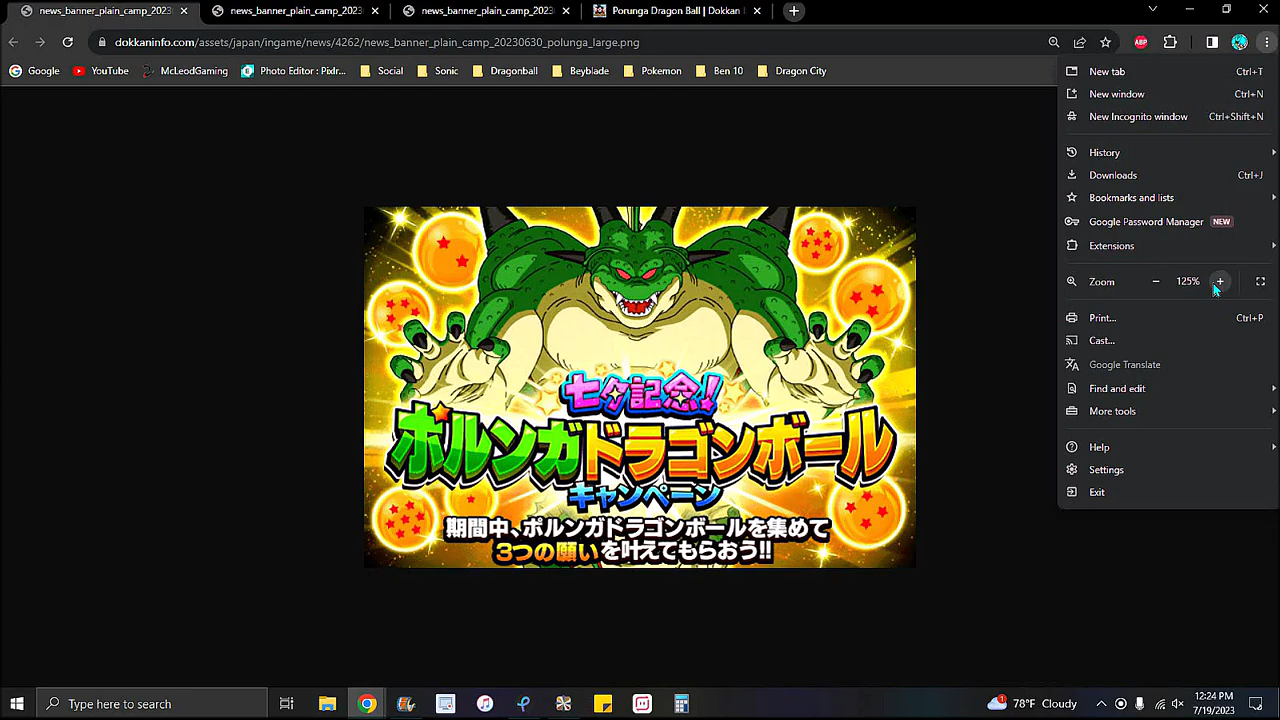 news_banner_plain_camp_2023
news_banner_plain_camp_2023
news_banner_plain_camp_2023
Porunga Dragon Ball | Dokkan
dokkaninfo.com/assets/japan/ingame/news/4262/news_banner_plain_camp_20230630_polunga_large.png
ABP
Google
YouTube
McLeodGaming
Photo Editor : Pixlr...
Social
Sonic
Dragonball
Beyblade
Pokemon
Ben 10
Dragon City
New tab Ctrl+T
New window Ctrl+N
New Incognito window Ctrl+Shift+N
History
Downloads Ctrl+J
Bookmarks and lists
Google Password Manager NEW
Extensions
Zoom − 125% +
Print... Ctrl+P
Cast...
Google Translate
Find and edit
More tools
Help
Settings
Exit
七夕記念!
ポルンガドラゴンボール
キャンペーン
期間中、ポルンガドラゴンボールを集めて
3つの願いを叶えてもらおう!!
Type here to search
78°F Cloudy
12:24 PM
7/19/2023